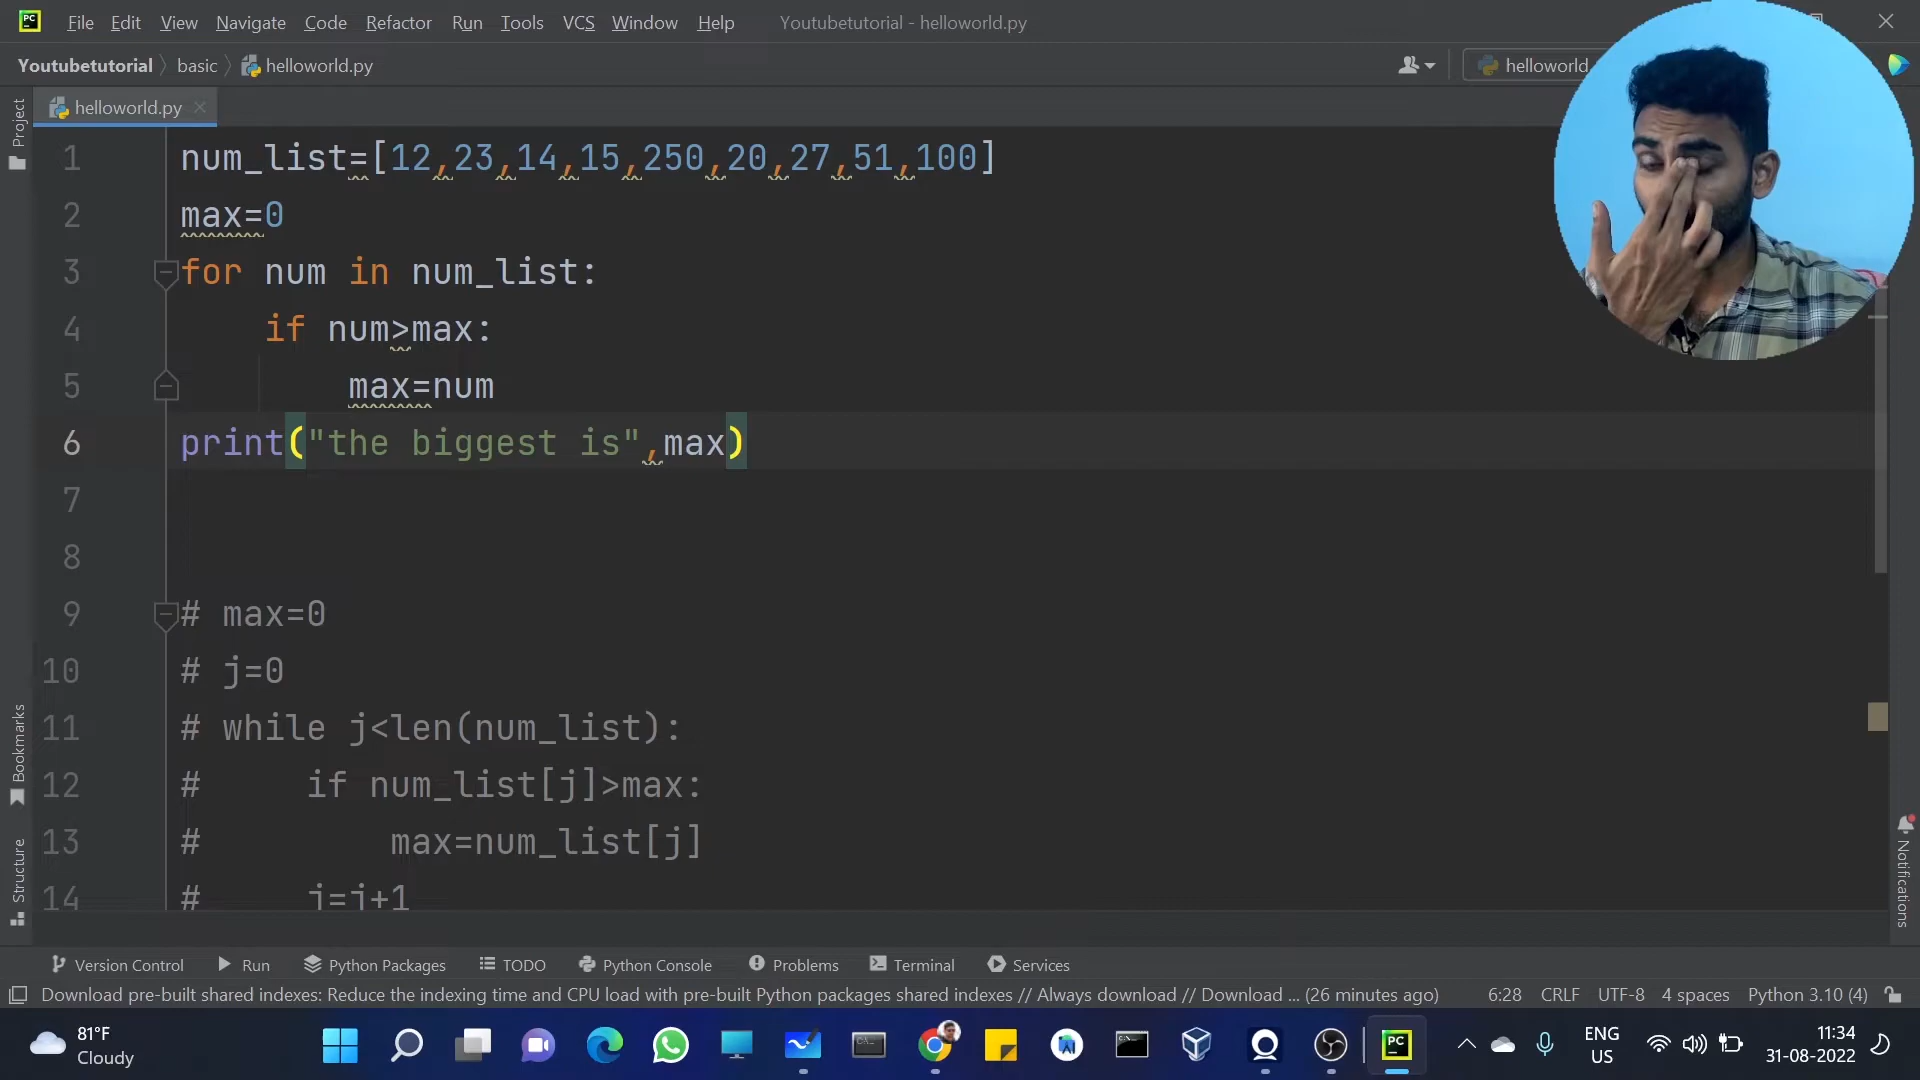 File Edit View Navigate Code Refactor Run Tools VCS Window Help Youtubetutorial - helloworld.py
Youtubetutorial basic helloworld.py helloworld
helloworld.py
Project
1 num_list=[12,23,14,15,250,20,27,51,100]
2 max=0
3 for num in num_list:
4 if num>max:
5 max=num
6 print("the biggest is",max)
7
8
9 # max=0
10 # j=0
11 # while j<len(num_list):
12 # if num_list[j]>max:
13 # max=num_list[j]
14 # j=j+1
Bookmarks
Structure
Notifications
Version Control Run Python Packages TODO Python Console Problems Terminal Services
Download pre-built shared indexes: Reduce the indexing time and CPU load with pre-built Python packages shared indexes // Always download // Download ... (26 minutes ago) 6:28 CRLF UTF-8 4 spaces Python 3.10 (4)
81°F
Cloudy
PC
ENG
US
11:34
31-08-2022